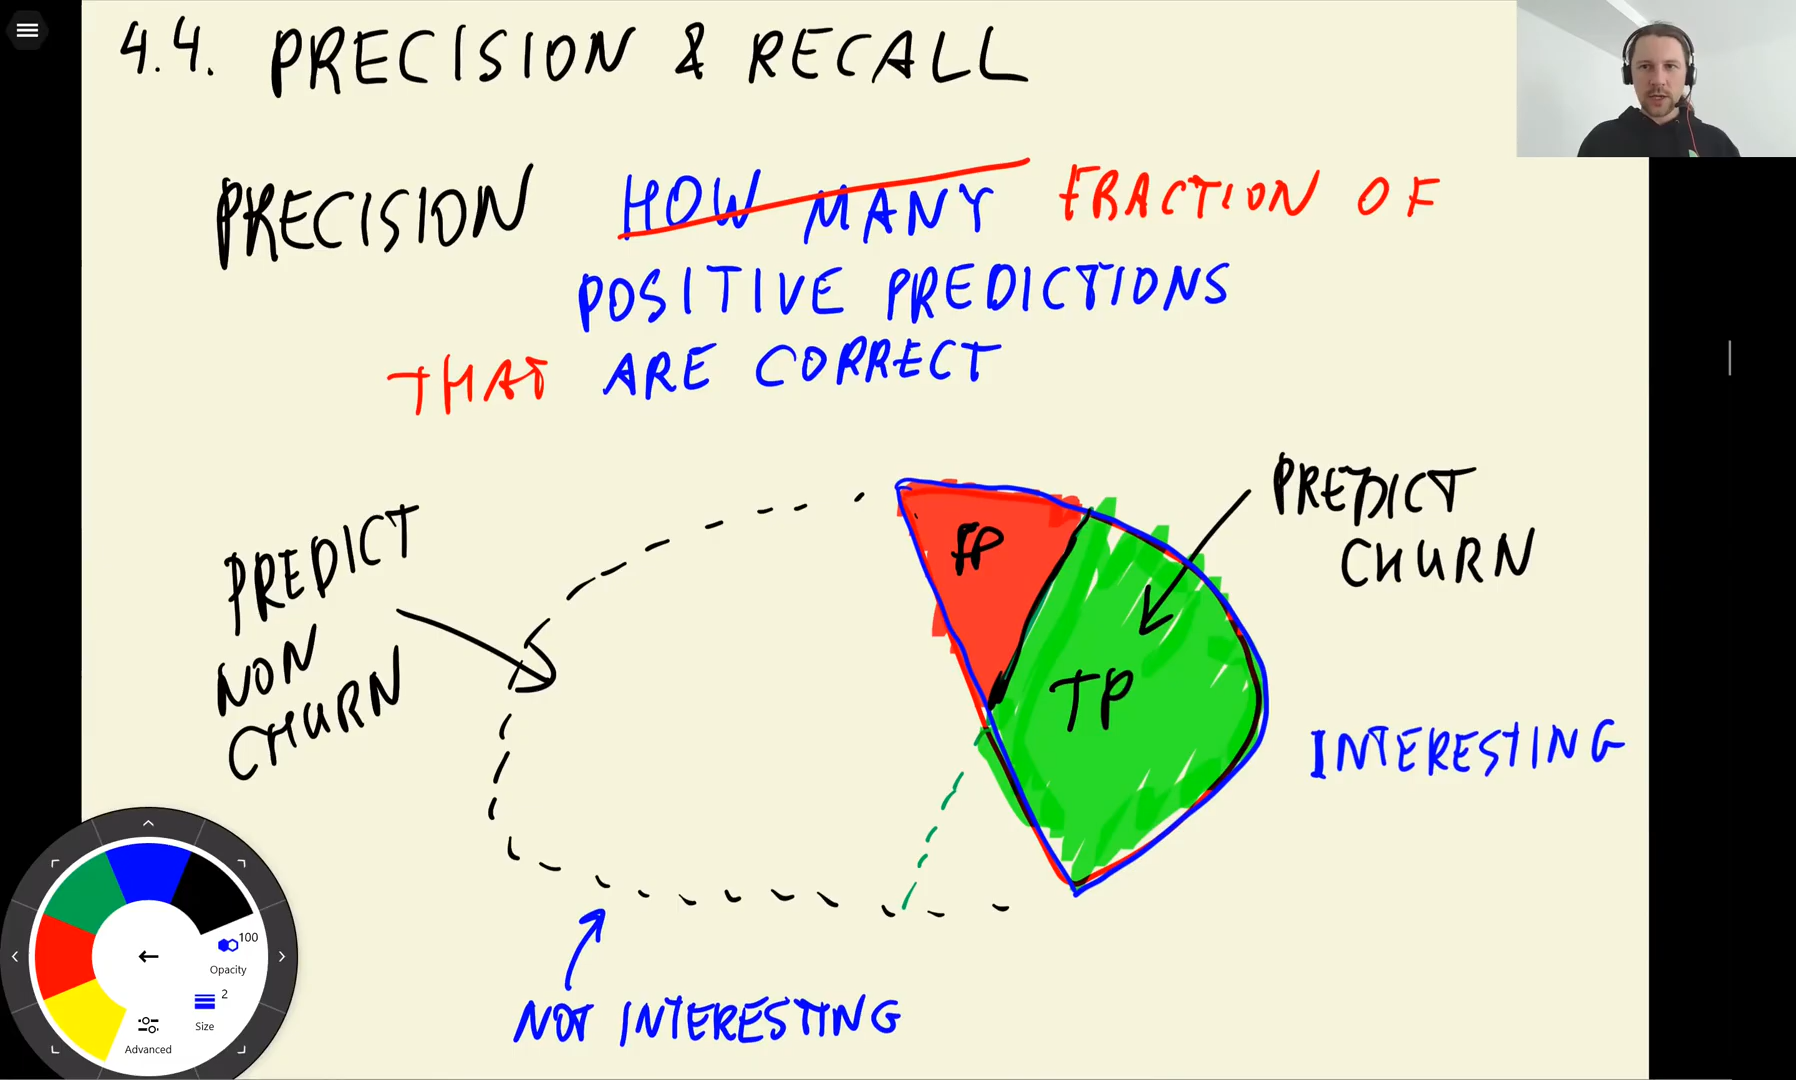 4.4. PRECISION & RECALL
PRECISION HOW MANY FRACTION OF
POSITIVE PREDICTIONS
THAT ARE CORRECT
PREDICT
CHURN
FP
PREDICT
NON
CHURN
TP
INTERESTING
NOT INTERESTING
100
Opacity
2
Size
Advanced